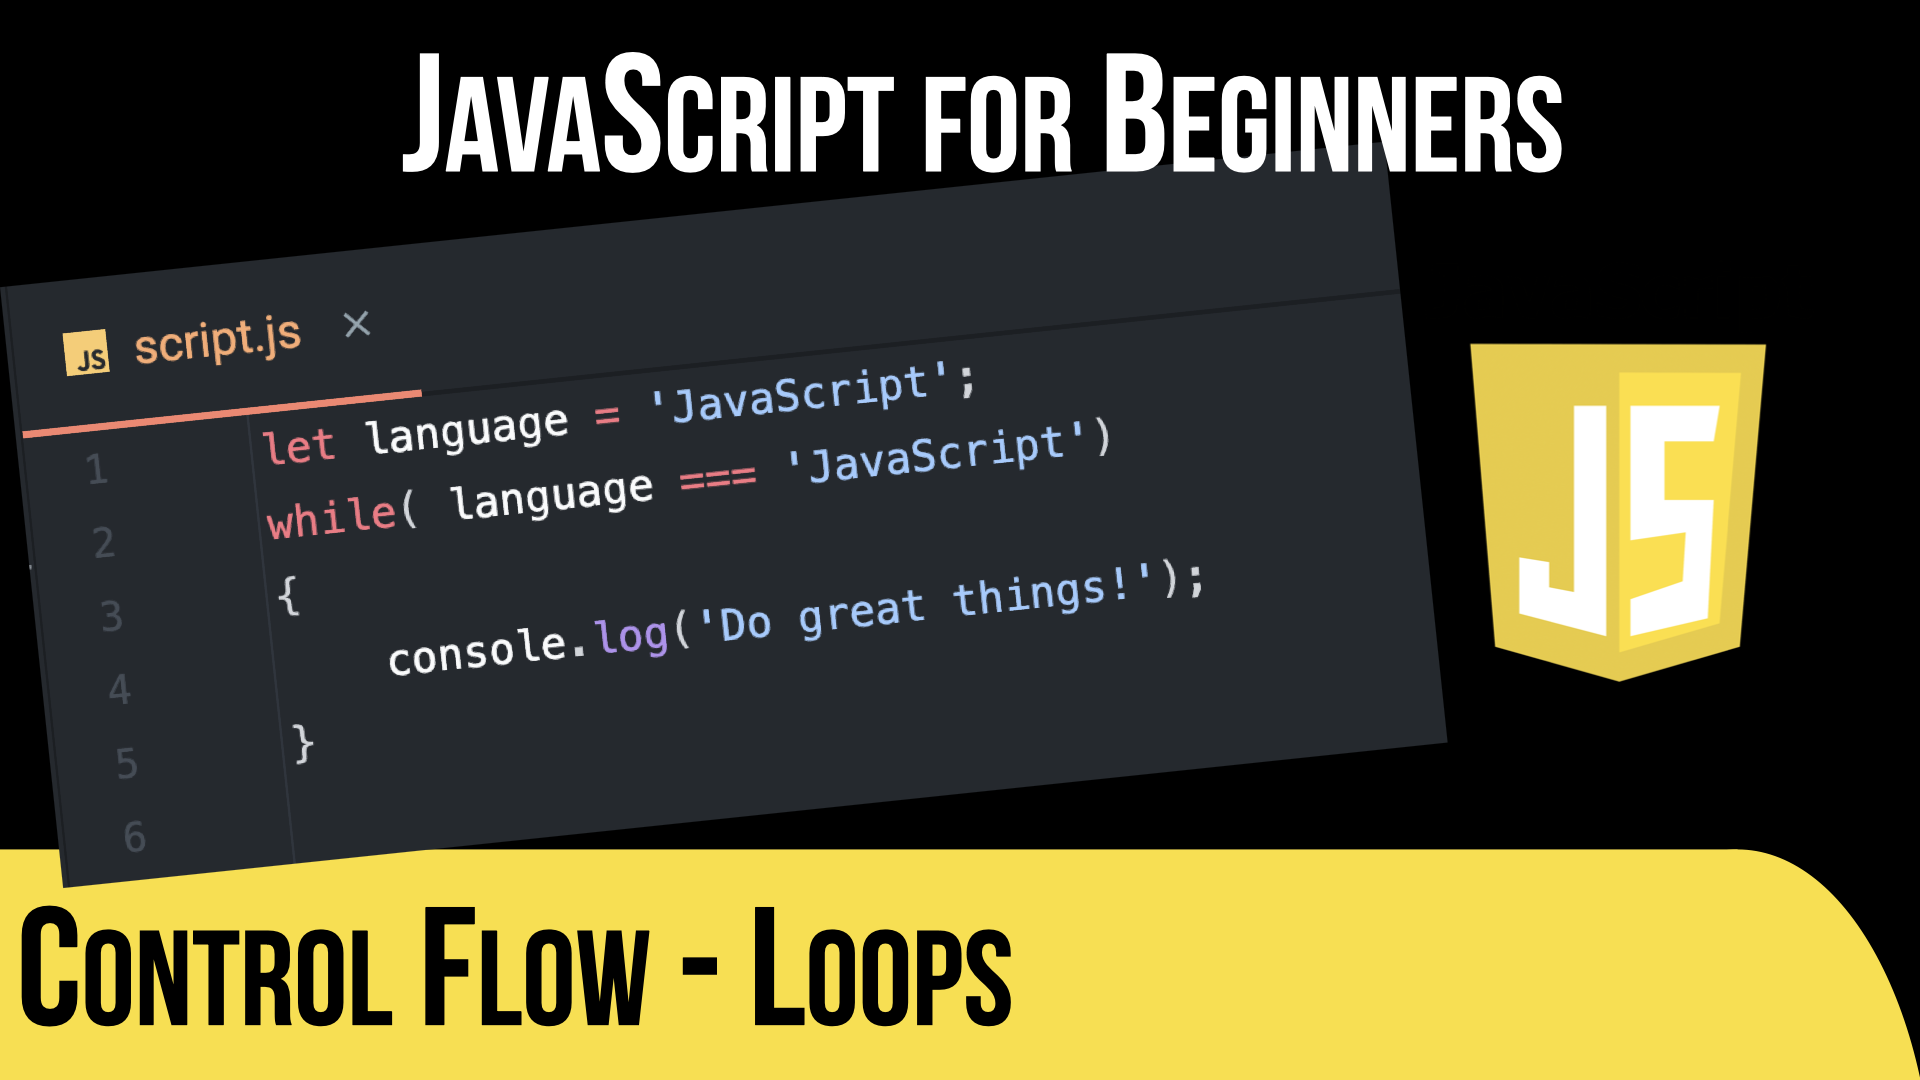 JavaScript for Beginners
JS script.js ×
1 let language = 'JavaScript';
2 while( language === 'JavaScript')
3 {
4 console.log('Do great things!');
5 }
6
JS
Control Flow - Loops